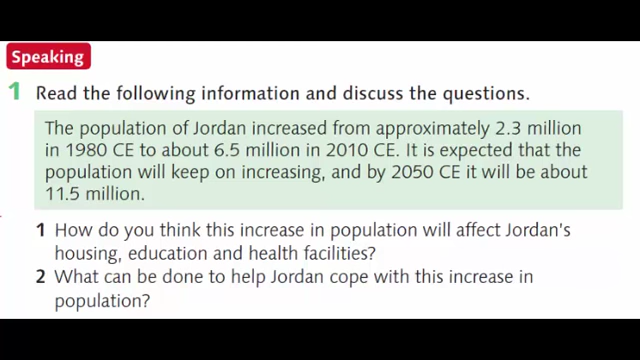 Speaking
1 Read the following information and discuss the questions.
The population of Jordan increased from approximately 2.3 million
in 1980 CE to about 6.5 million in 2010 CE. It is expected that the
population will keep on increasing, and by 2050 CE it will be about
11.5 million.
1 How do you think this increase in population will affect Jordan's
housing, education and health facilities?
2 What can be done to help Jordan cope with this increase in
population?